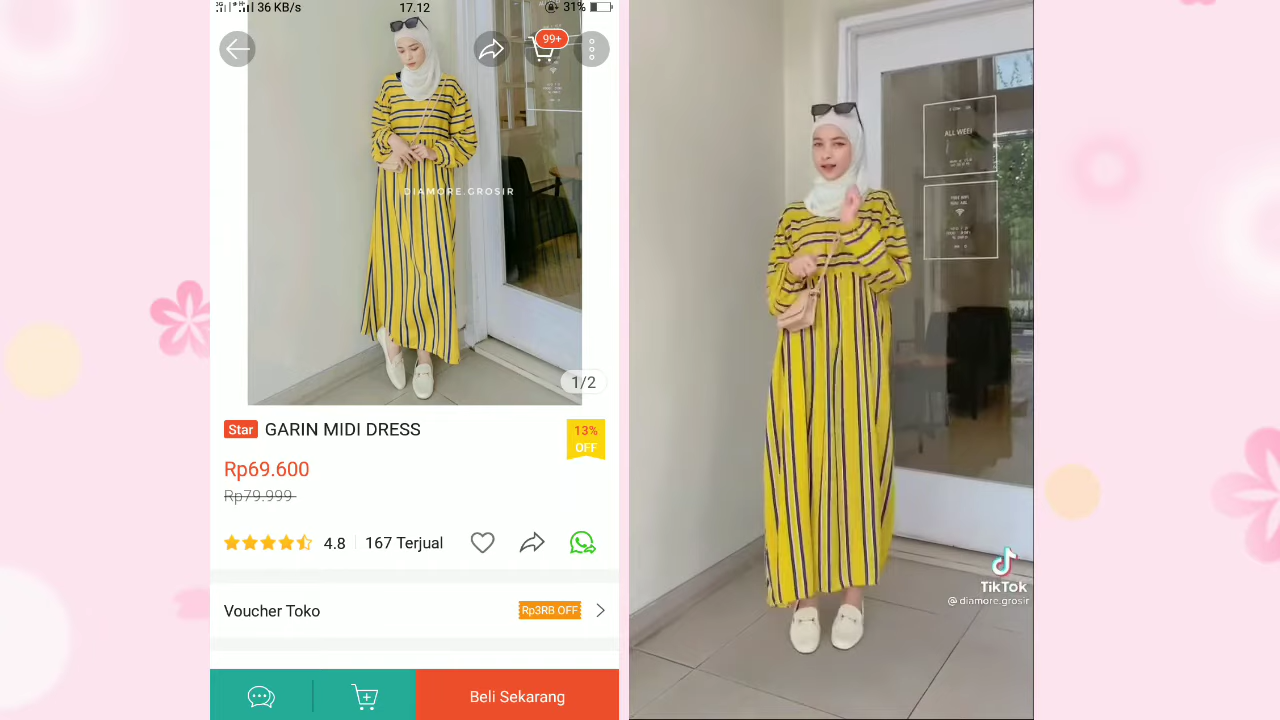 36 KB/s
17.12
31%
99+
DIAMORE.GROSIR
1/2
Star GARIN MIDI DRESS
13%
OFF
Rp69.600
Rp79.999
4.8
167 Terjual
Voucher Toko
Rp3RB OFF
Beli Sekarang
ALL WEEK
TikTok
@ diamore.grosir